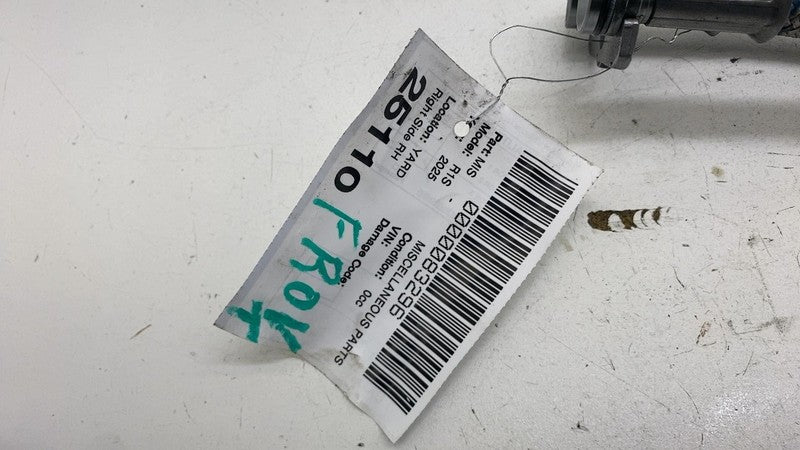 Part: MIS
MISCELLANEOUS PARTS
0000083296
Model: R1S
2025
Condition: 0cc
VIN:
Damage Code:
Location: YARD
Right Side RH
25110
FRONT